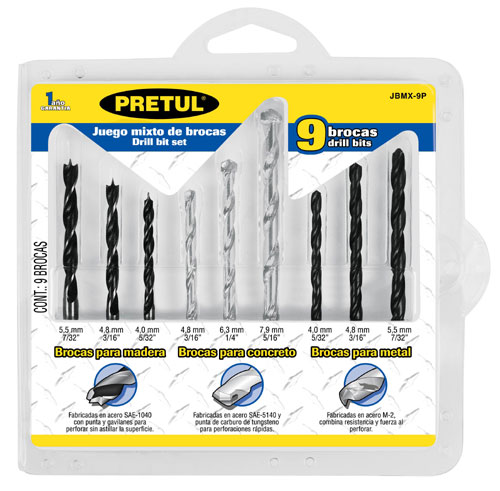 JBMX-9P
1 año
GARANTÍA
PRETUL®
Juego mixto de brocas
Drill bit set
9 brocas
drill bits
CONT.: 9 BROCAS
5,5 mm 4,8 mm 4,0 mm 4,8 mm 6,3 mm 7,9 mm 4,0 mm 4,8 mm 5,5 mm
7/32" 3/16" 5/32" 3/16" 1/4" 5/16" 5/32" 3/16" 7/32"
Brocas para madera
Fabricadas en acero SAE-1040
con punta y gavilanes para
perforar sin astillar la superficie.
Brocas para concreto
Fabricadas en acero SAE-5140 y
punta de carburo de tungsteno
para perforaciones rápidas.
Brocas para metal
Fabricadas en acero M-2,
combina resistencia y fuerza al
perforar.